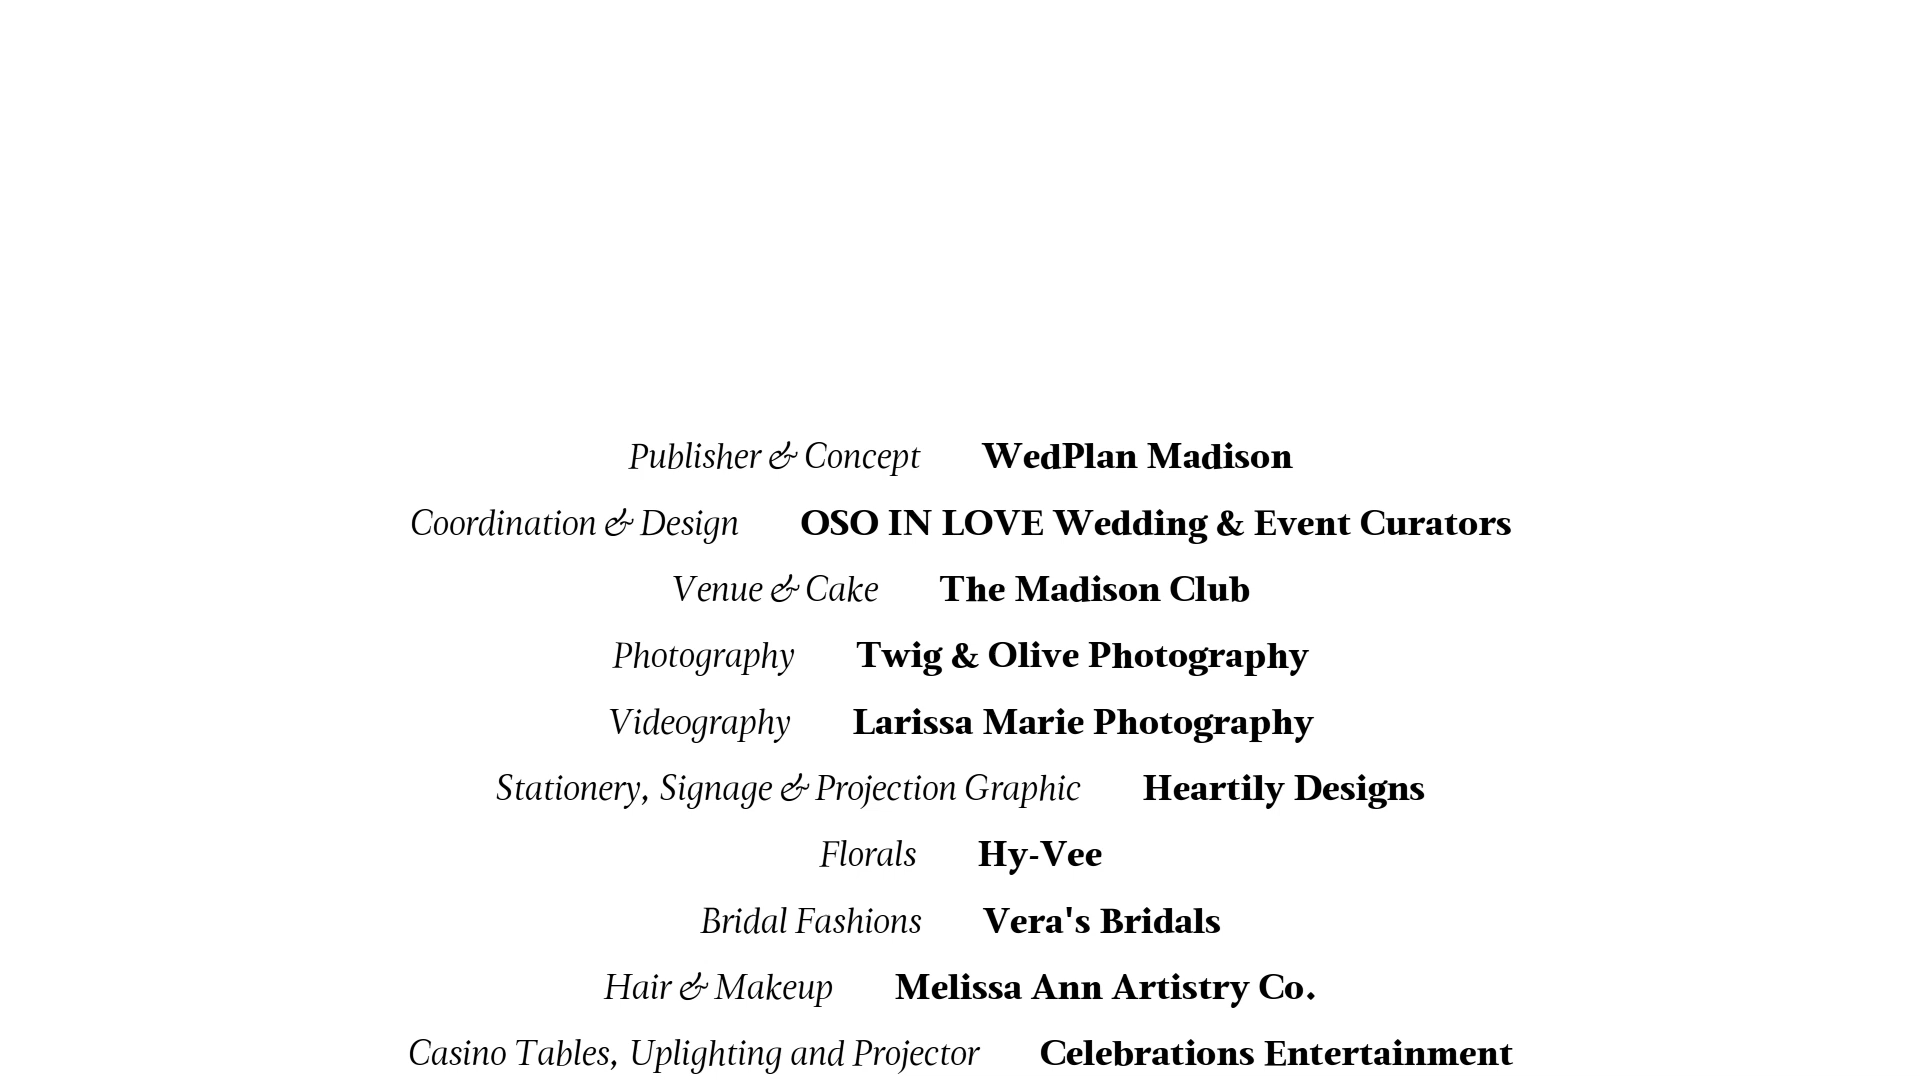 Publisher & Concept WedPlan Madison
Coordination & Design OSO IN LOVE Wedding & Event Curators
Venue & Cake The Madison Club
Photography Twig & Olive Photography
Videography Larissa Marie Photography
Stationery, Signage & Projection Graphic Heartily Designs
Florals Hy-Vee
Bridal Fashions Vera's Bridals
Hair & Makeup Melissa Ann Artistry Co.
Casino Tables, Uplighting and Projector Celebrations Entertainment